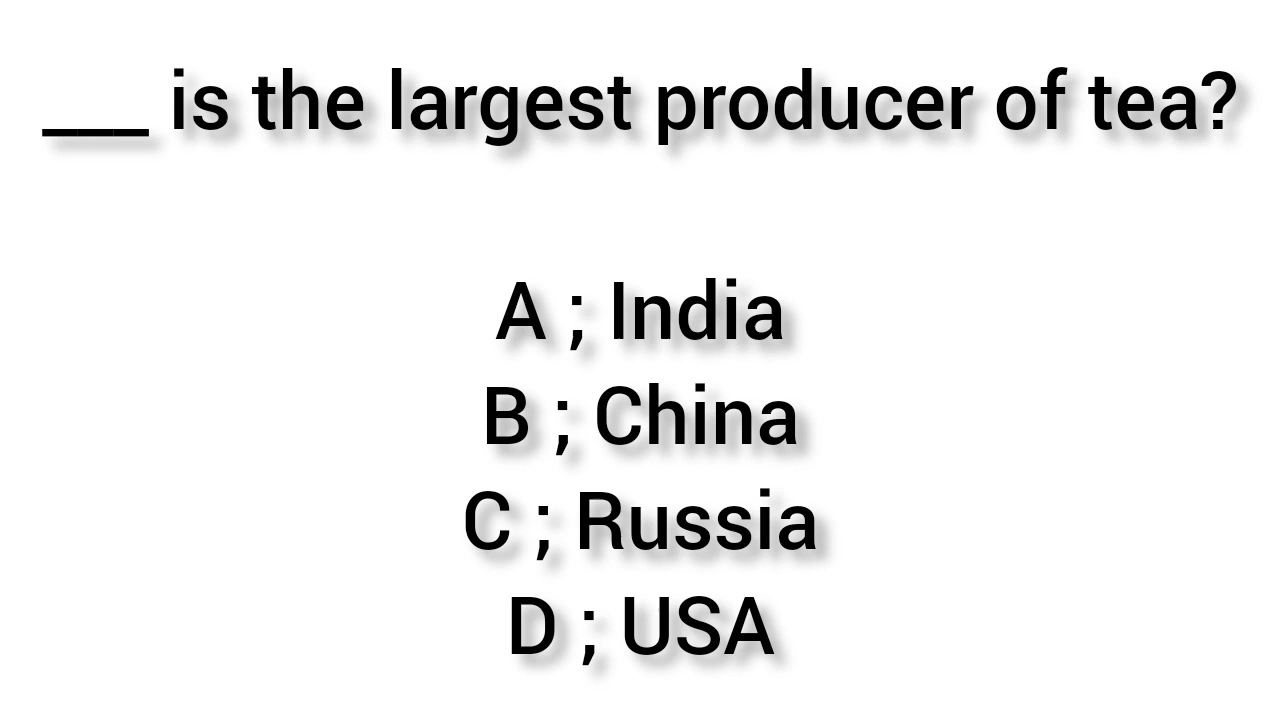 ___ is the largest producer of tea?
A ; India
B ; China
C ; Russia
D ; USA